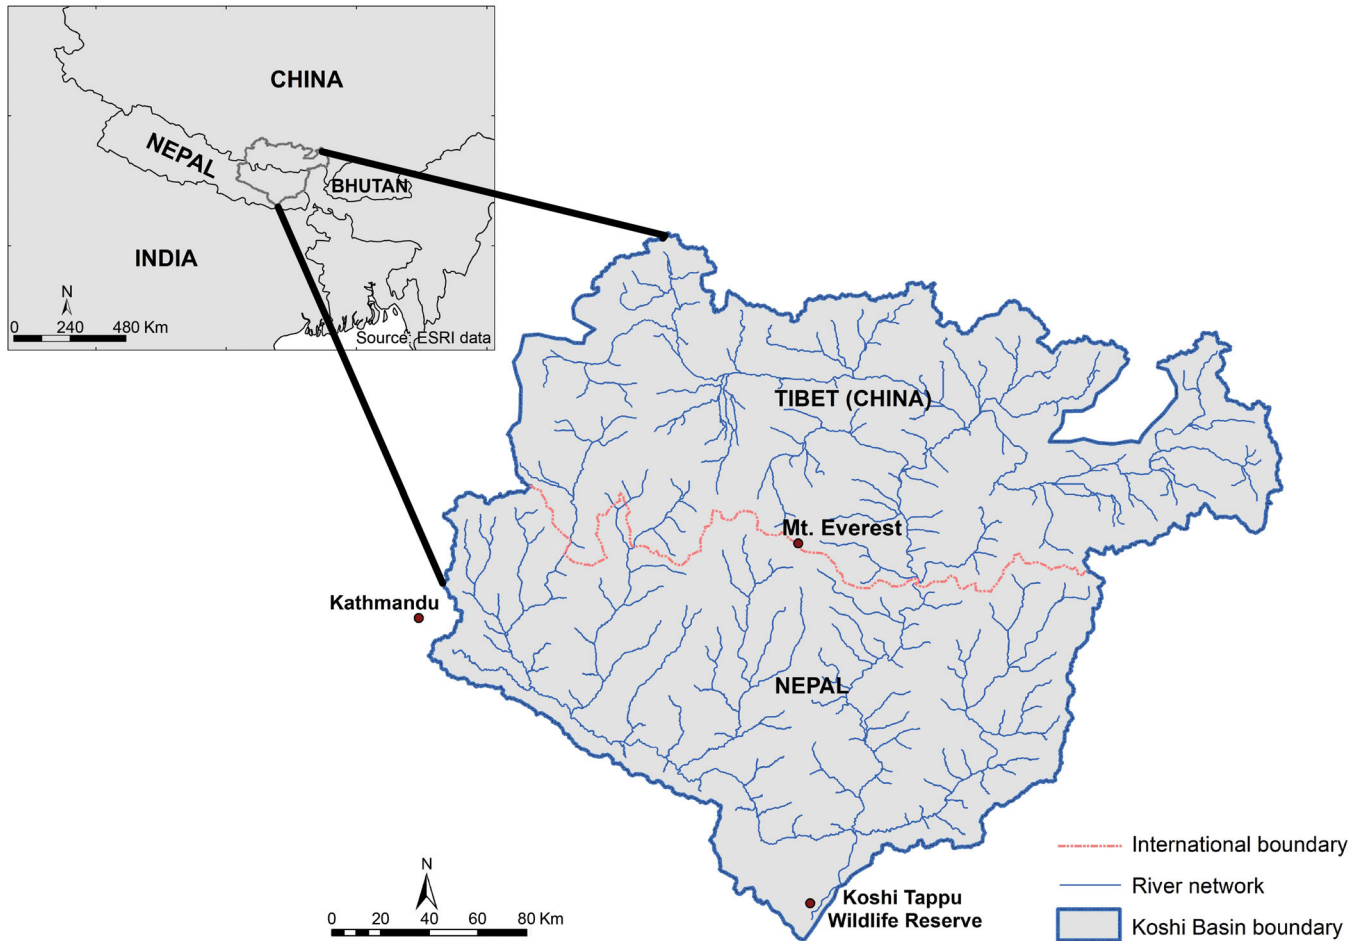 CHINA
NEPAL
BHUTAN
INDIA
N
0 240 480 Km
Source: ESRI data
TIBET (CHINA)
Mt. Everest
Kathmandu
NEPAL
Koshi Tappu
Wildlife Reserve
N
0 20 40 60 80 Km
International boundary
River network
Koshi Basin boundary